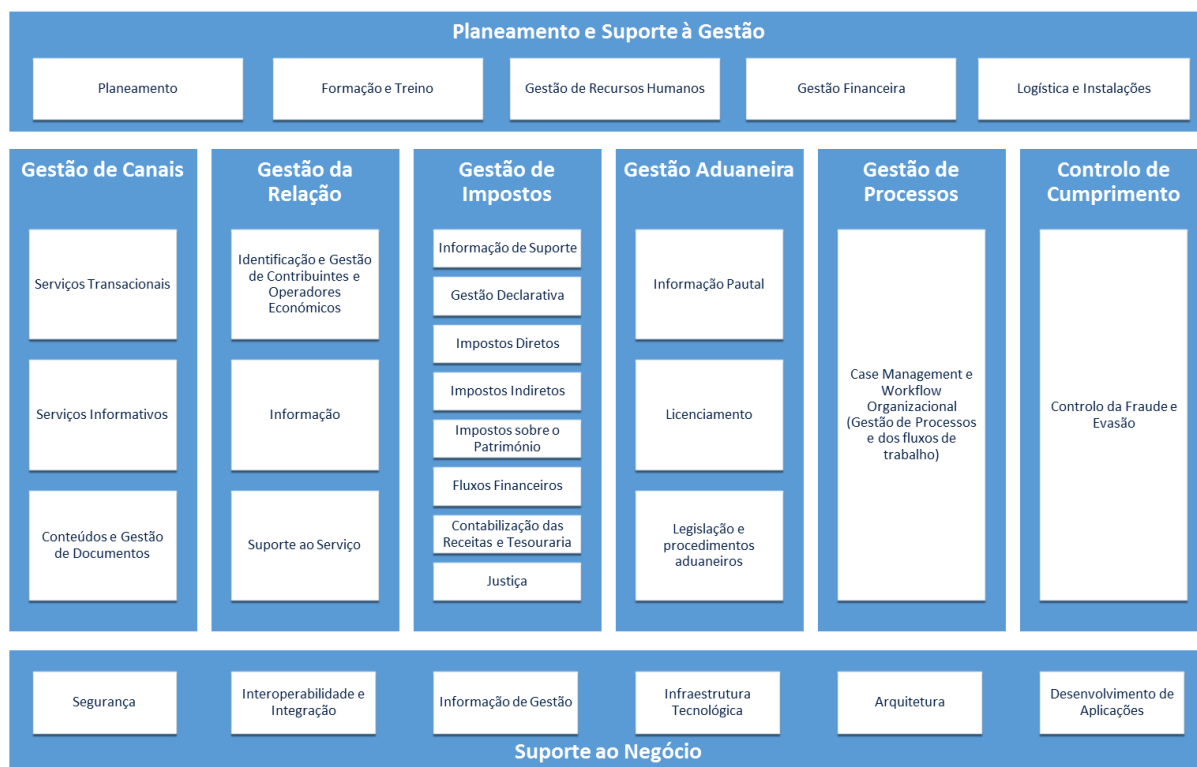 Planeamento e Suporte à Gestão
Planeamento
Formação e Treino
Gestão de Recursos Humanos
Gestão Financeira
Logística e Instalações
Gestão de Canais
Serviços Transacionais
Serviços Informativos
Conteúdos e Gestão
de Documentos
Gestão da
Relação
Identificação e Gestão
de Contribuintes e
Operadores
Económicos
Informação
Suporte ao Serviço
Gestão de
Impostos
Informação de Suporte
Gestão Declarativa
Impostos Diretos
Impostos Indiretos
Impostos sobre o
Património
Fluxos Financeiros
Contabilização das
Receitas e Tesouraria
Justiça
Gestão Aduaneira
Informação Pautal
Licenciamento
Legislação e
procedimentos
aduaneiros
Gestão de
Processos
Case Management e
Workflow
Organizacional
(Gestão de Processos
e dos fluxos de
trabalho)
Controlo de
Cumprimento
Controlo da Fraude e
Evasão
Segurança
Interoperabilidade e
Integração
Informação de Gestão
Infraestrutura
Tecnológica
Arquitetura
Desenvolvimento de
Aplicações
Suporte ao Negócio